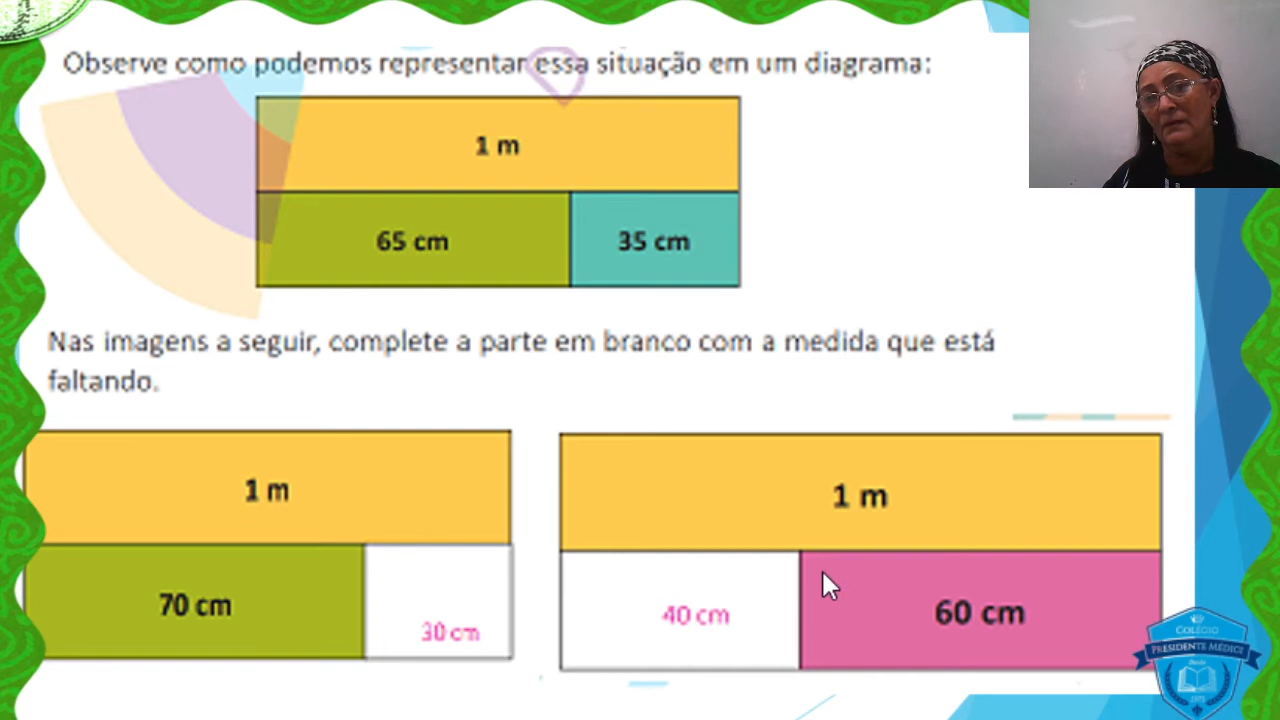 Observe como podemos representar essa situação em um diagrama:
1 m
65 cm
35 cm
Nas imagens a seguir, complete a parte em branco com a medida que está
faltando.
1 m
70 cm
30 cm
1 m
40 cm
60 cm
COLÉGIO
PRESIDENTE MÉDICI